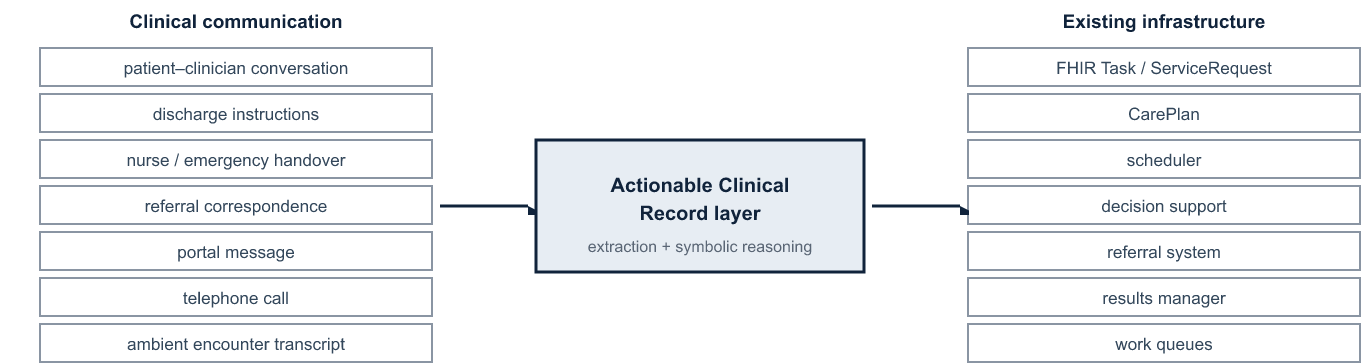 Clinical communication
patient–clinician conversation
discharge instructions
nurse / emergency handover
referral correspondence
portal message
telephone call
ambient encounter transcript
Actionable Clinical
Record layer
extraction + symbolic reasoning
Existing infrastructure
FHIR Task / ServiceRequest
CarePlan
scheduler
decision support
referral system
results manager
work queues